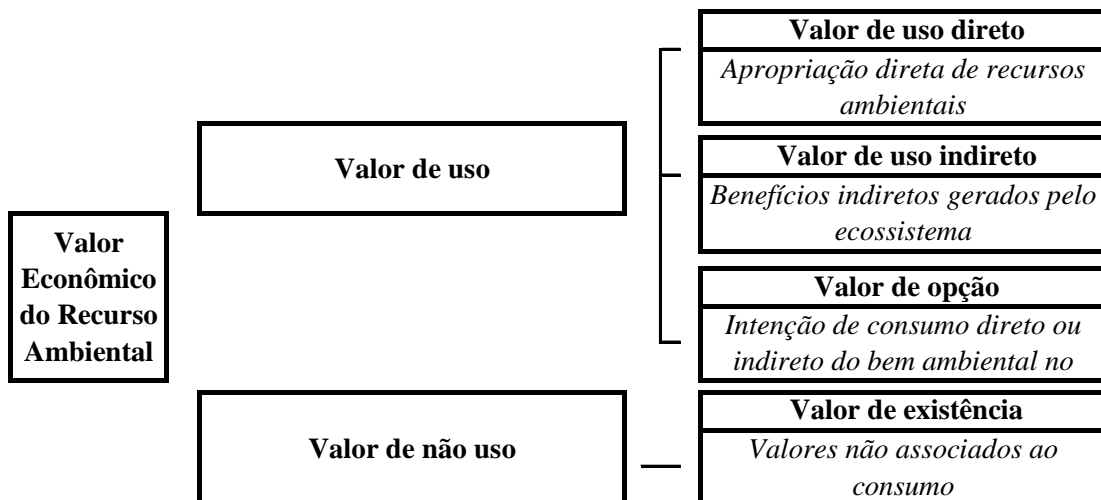 Valor
Econômico
do Recurso
Ambiental
Valor de uso
Valor de uso direto
Apropriação direta de recursos
ambientais
Valor de uso indireto
Benefícios indiretos gerados pelo
ecossistema
Valor de opção
Intenção de consumo direto ou
indireto do bem ambiental no
Valor de não uso
Valor de existência
Valores não associados ao
consumo